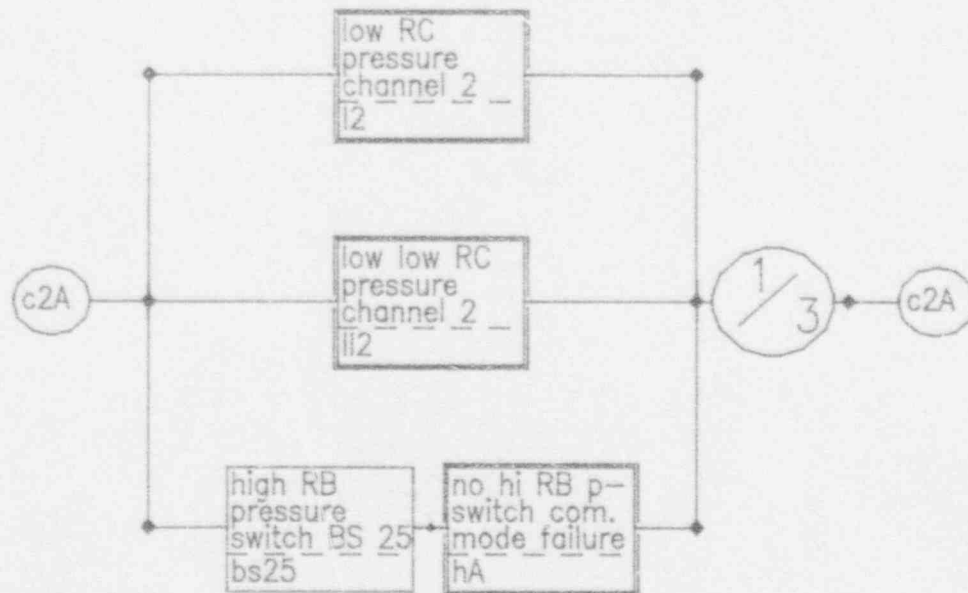 low RC
pressure
channel 2
l2
c2A
low low RC
pressure
channel 2
ll2
1/3
c2A
high RB
pressure
switch BS 25
bs25
no hi RB p-
switch com.
mode failure
hA